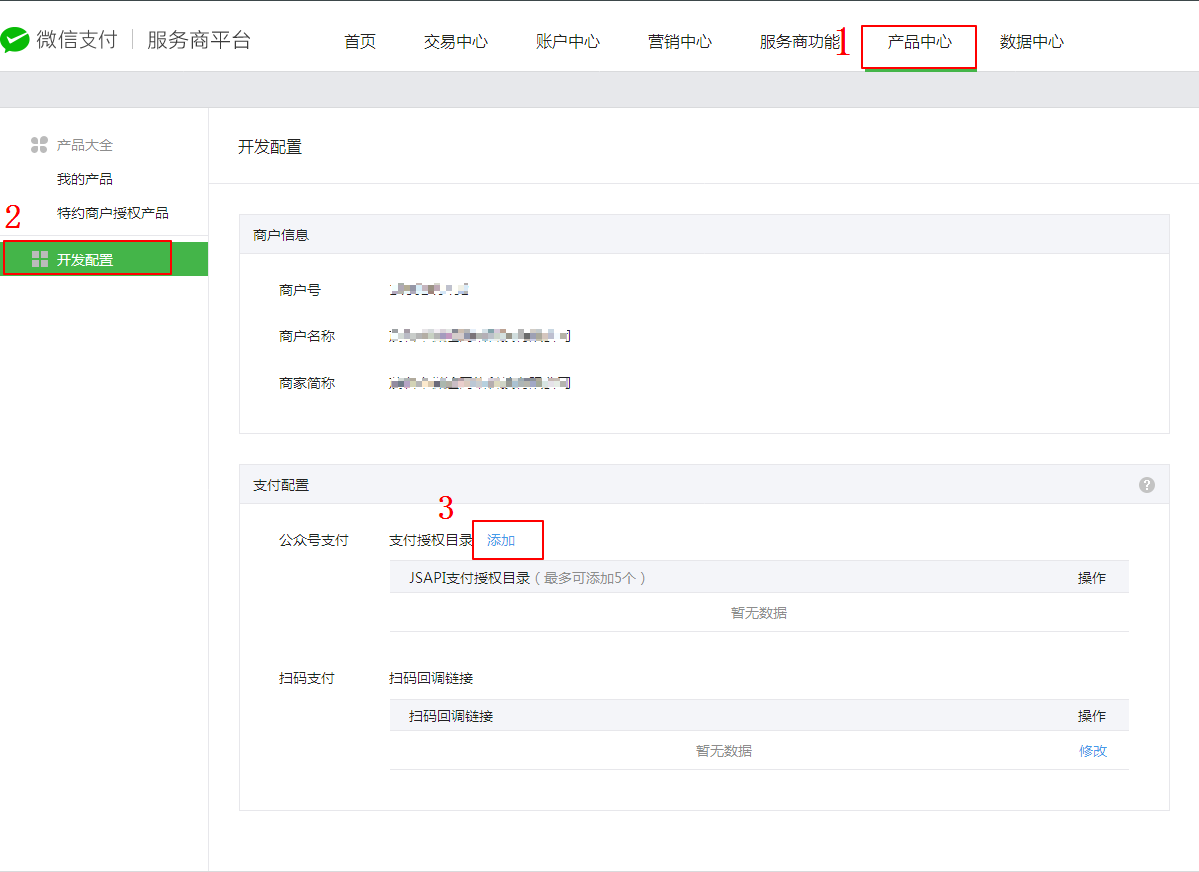 微信支付 服务商平台 首页 交易中心 账户中心 营销中心 服务商功能 1 产品中心 数据中心
产品大全
我的产品
特约商户授权产品
2
开发配置
开发配置
商户信息
商户号
商户名称
商家简称
支付配置
3
公众号支付 支付授权目录 添加
JSAPI支付授权目录（最多可添加5个） 操作
暂无数据
扫码支付 扫码回调链接
扫码回调链接 操作
暂无数据 修改